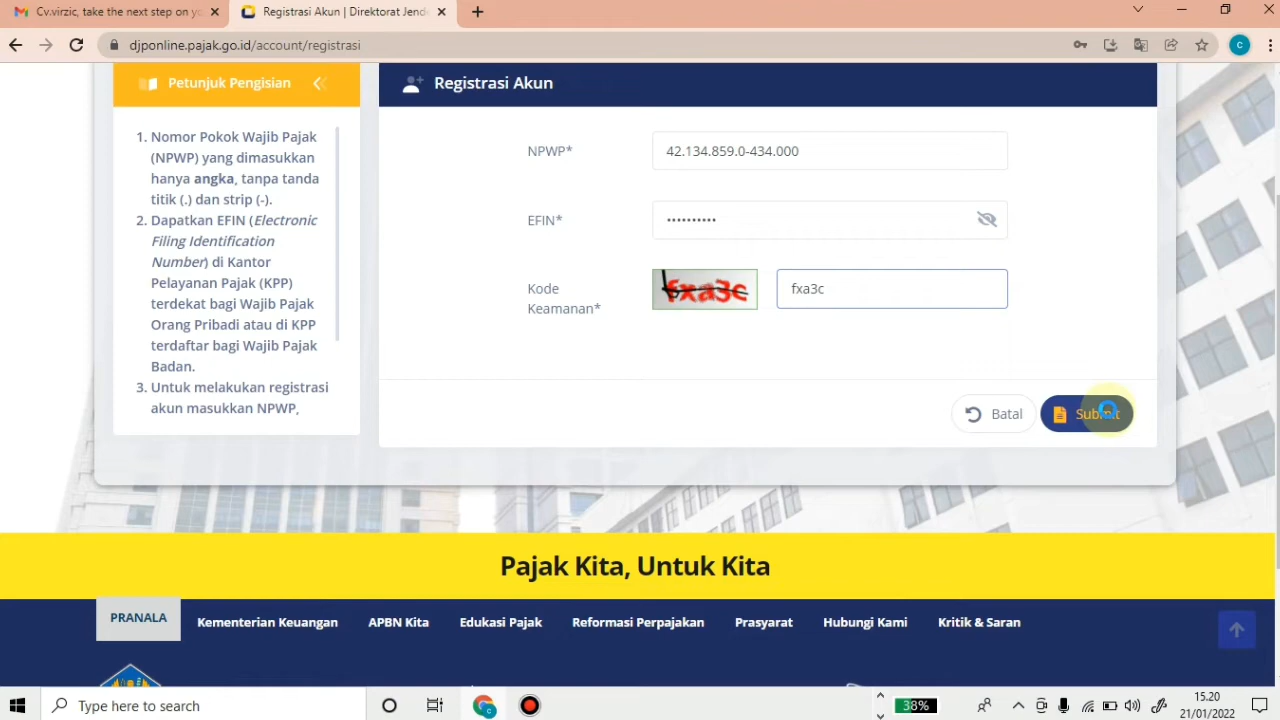 Cv.virzic, take the next step on yo
Registrasi Akun | Direktorat Jende
djponline.pajak.go.id/account/registrasi
c
Petunjuk Pengisian
1. Nomor Pokok Wajib Pajak
(NPWP) yang dimasukkan
hanya angka, tanpa tanda
titik (.) dan strip (-).
2. Dapatkan EFIN (Electronic
Filing Identification
Number) di Kantor
Pelayanan Pajak (KPP)
terdekat bagi Wajib Pajak
Orang Pribadi atau di KPP
terdaftar bagi Wajib Pajak
Badan.
3. Untuk melakukan registrasi
akun masukkan NPWP,
Registrasi Akun
NPWP*
42.134.859.0-434.000
EFIN*
••••••••••
Kode
Keamanan*
fxa3c
fxa3c
Batal
Submit
Pajak Kita, Untuk Kita
PRANALA
Kementerian Keuangan
APBN Kita
Edukasi Pajak
Reformasi Perpajakan
Prasyarat
Hubungi Kami
Kritik & Saran
Type here to search
38%
15.20
21/01/2022